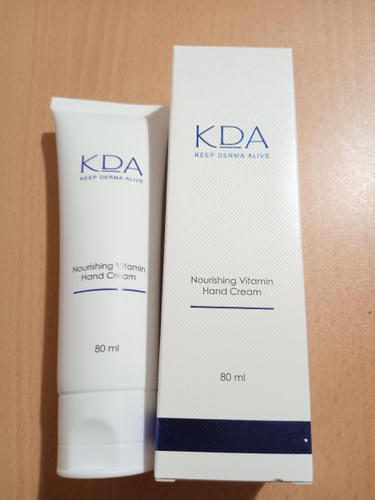 KDA
KEEP DERMA ALIVE
Nourishing Vitamin
Hand Cream
80 ml
KDA
KEEP DERMA ALIVE
Nourishing Vitamin
Hand Cream
80 ml